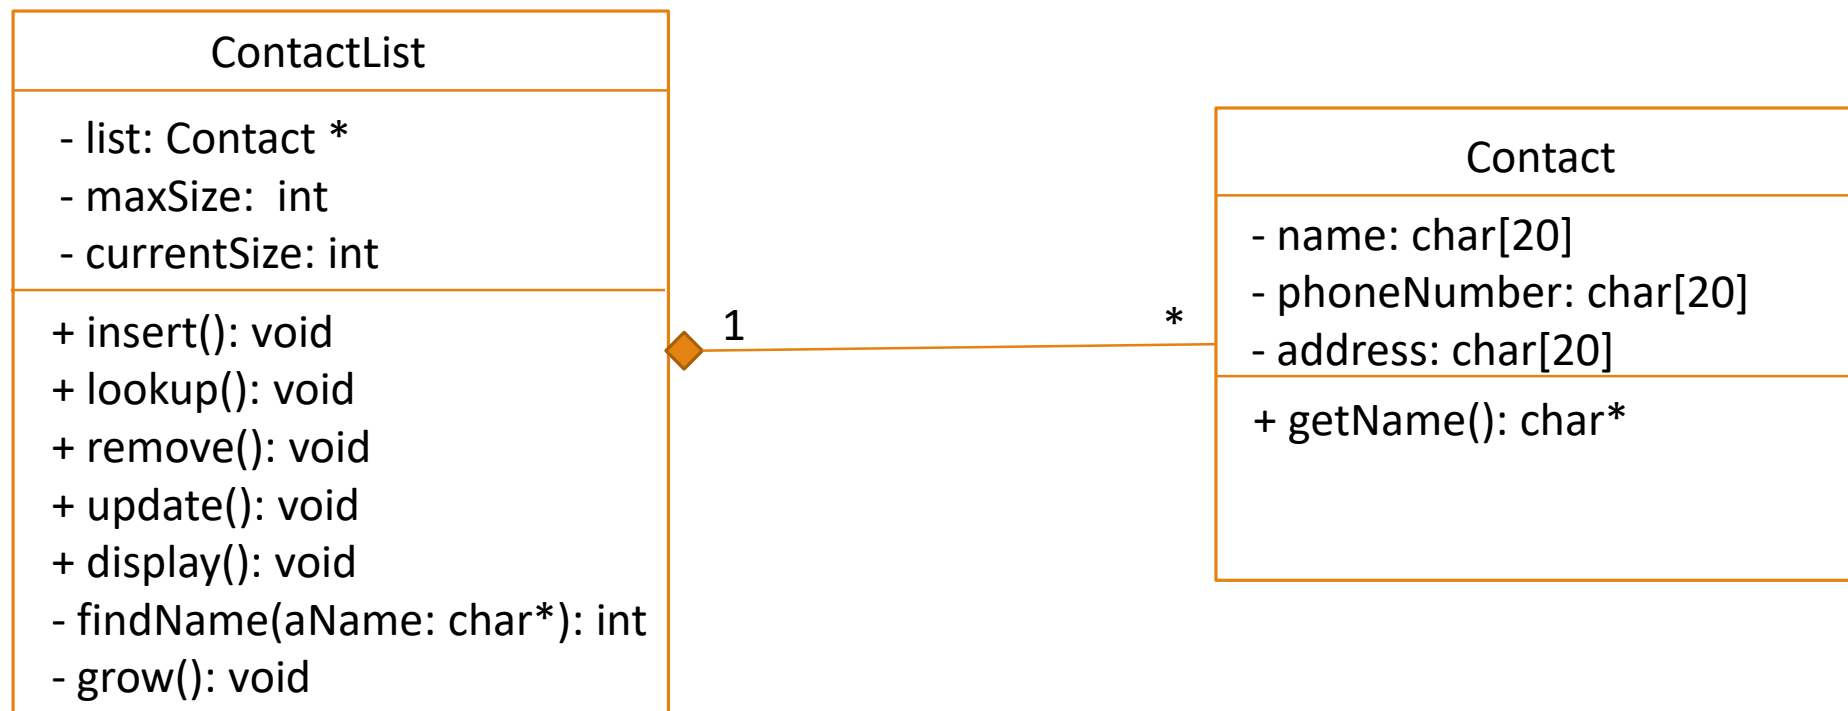 ContactList
- list: Contact *
- maxSize:  int
- currentSize: int
+ insert(): void
+ lookup(): void
+ remove(): void
+ update(): void
+ display(): void
- findName(aName: char*): int
- grow(): void
1
*
Contact
- name: char[20]
- phoneNumber: char[20]
- address: char[20]
+ getName(): char*